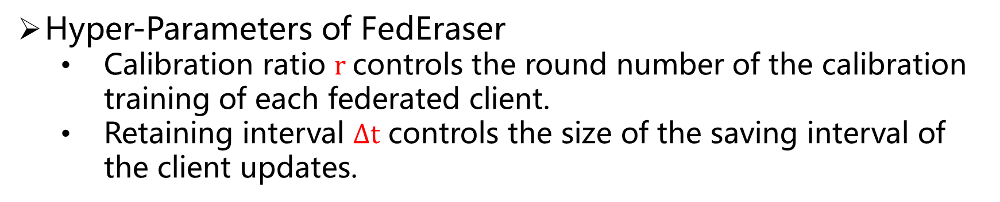 ➢Hyper-Parameters of FedEraser
• Calibration ratio r controls the round number of the calibration
training of each federated client.
• Retaining interval Δt controls the size of the saving interval of
the client updates.